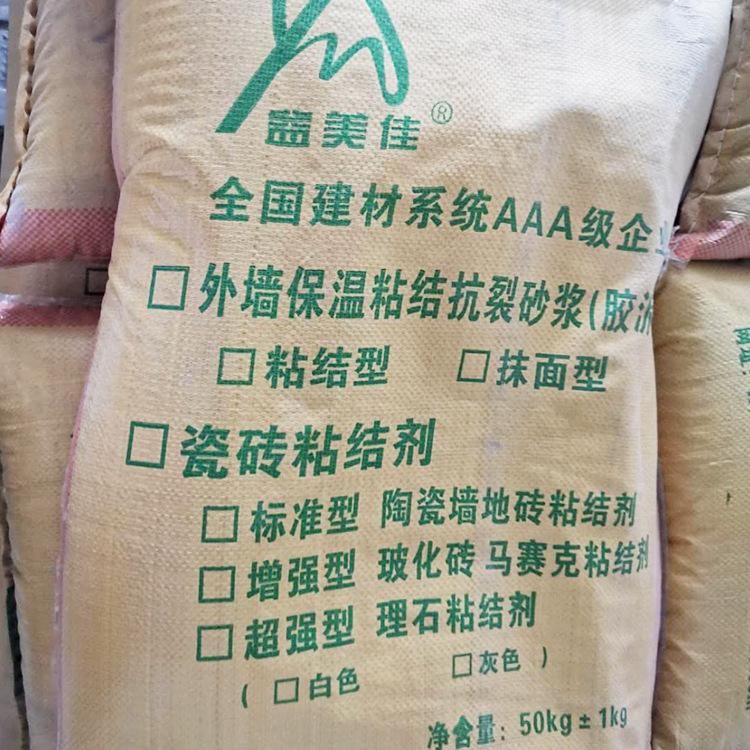 益美佳®
全国建材系统AAA级企业
□外墙保温粘结抗裂砂浆(胶
□粘结型 □抹面型
□瓷砖粘结剂
□标准型 陶瓷墙地砖粘结剂
□增强型 玻化砖 马赛克粘结剂
□超强型 理石粘结剂
(□白色 □灰色)
净含量：50kg±1kg